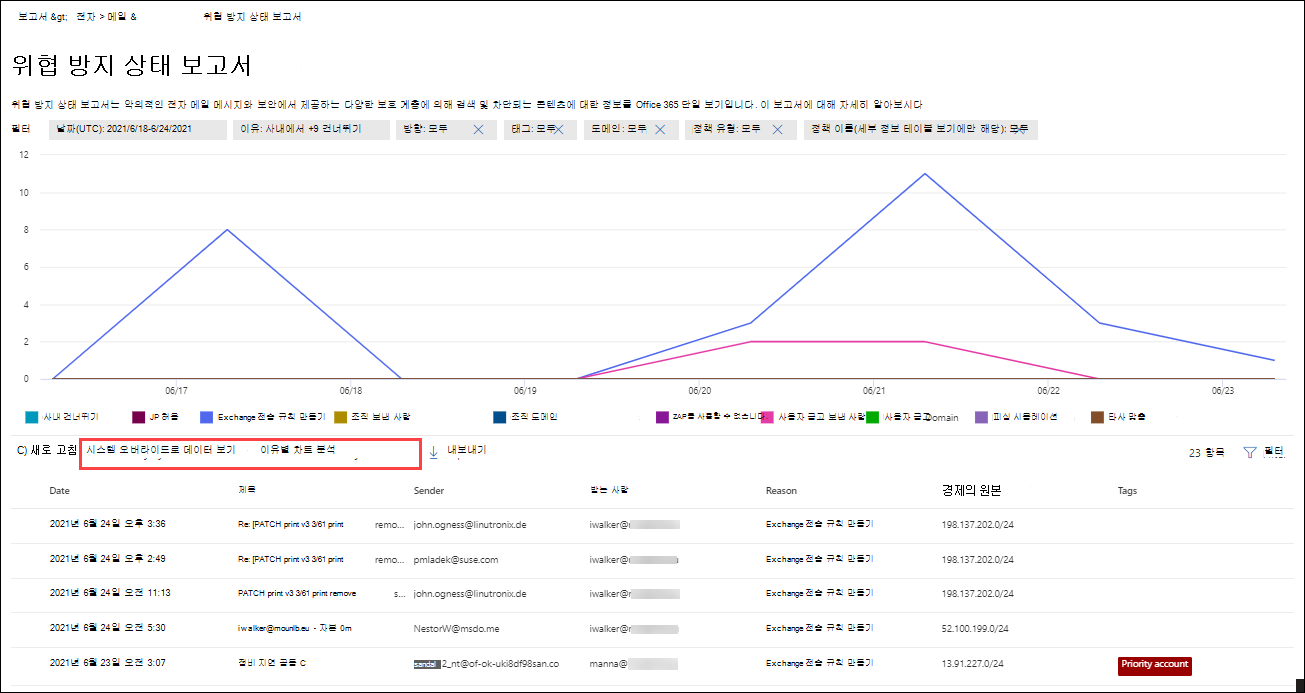 보고서 &gt; 전자 > 메일 & 위협 방지 상태 보고서
위협 방지 상태 보고서
위협 방지 상태 보고서는 악의적인 전자 메일 메시지와 보안에서 제공하는 다양한 보호 계층에 의해 검색 및 차단되는 콘텐츠에 대한 정보를 Office 365 단일 보기입니다. 이 보고서에 대해 자세히 알아보시다
필터 날짜(UTC): 2021/6/18-6/24/2021 이유: 사내에서 +9 건너뛰기 방향: 모두 태그: 모두 도메인: 모두 정책 유형: 모두 정책 이름(세부 정보 테이블 보기에만 해당): 모두
12
10
8
6
4
2
0
06/17 06/18 06/19 06/20 06/21 06/22 06/23
사내 건너뛰기 JP 허용 Exchange 전송 규칙 만들기 조직 보낸 사람 조직 도메인 ZAP를 사용할 수 없습니다. 사용자 금고 보낸 사람 사용자 금고 Domain 피싱 시뮬레이션 타사 맞춤
C) 새로 고침 시스템 오버라이드로 데이터 보기 이유별 차트 분석 내보내기 23 항목 필터
Date 제목 Sender 받는 사람 Reason 경제의 원본 Tags
2021년 6월 24일 오후 3:36 Re: [PATCH print v3 3/61 print remo... john.ogness@linutronix.de iwalker@ Exchange 전송 규칙 만들기 198.137.202.0/24
2021년 6월 24일 오후 2:49 Re: [PATCH print v3 3/61 print remo... pmladek@suse.com iwalker@ Exchange 전송 규칙 만들기 198.137.202.0/24
2021년 6월 24일 오전 11:13 PATCH print v3 3/61 print remove s... john.ogness@linutronix.de iwalker@ Exchange 전송 규칙 만들기 198.137.202.0/24
2021년 6월 24일 오전 5:30 iwalker@mounlb.eu - 자본 0m NestorW@msdo.me iwalker@ Exchange 전송 규칙 만들기 52.100.199.0/24
2021년 6월 23일 오전 3:07 접비 지연 공돌 C sandal 2_nt@of-ok-uki8df98san.co manna@ Exchange 전송 규칙 만들기 13.91.227.0/24 Priority account